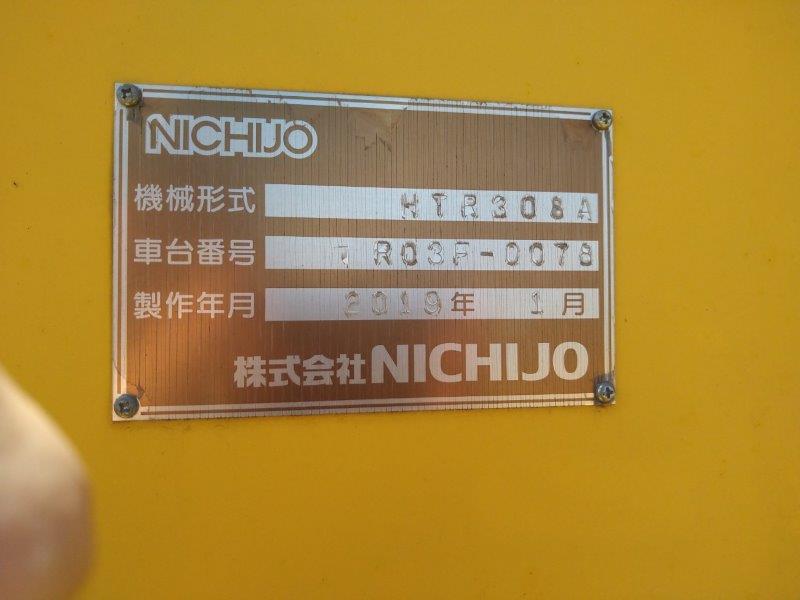 NICHIJO
機械形式 HTR308A
車台番号 TR03F-0078
製作年月 2019年 1月
株式会社NICHIJO